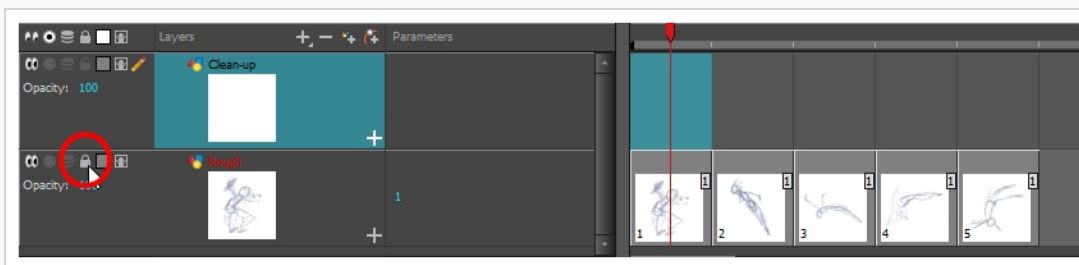 Layers Parameters
Clean-up
Opacity: 100
Rough
Opacity:
1
1 1 1 1 1
1 2 3 4 5